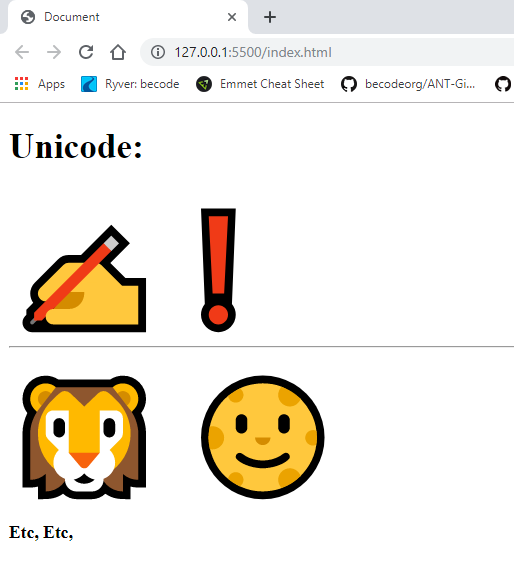 Document
127.0.0.1:5500/index.html
Apps Ryver: becode Emmet Cheat Sheet becodeorg/ANT-Gi...
Unicode:
✍❗
🦁🌝
Etc, Etc,